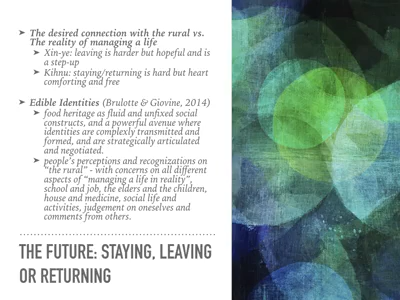 ➤ The desired connection with the rural vs.
The reality of managing a life
➤ Xin-ye: leaving is harder but hopeful and is
a step-up
➤ Kihnu: staying/returning is hard but heart
comforting and free
➤ Edible Identities (Brulotte & Giovine, 2014)
➤ food heritage as fluid and unfixed social
constructs, and a powerful avenue where
identities are complexly transmitted and
formed, and are strategically articulated
and negotiated.
➤ people's perceptions and recognizations on
"the rural" - with concerns on all different
aspects of "managing a life in reality",
school and job, the elders and the children,
house and medicine, social life and
activities, judgement on oneselves and
comments from others.
THE FUTURE: STAYING, LEAVING
OR RETURNING